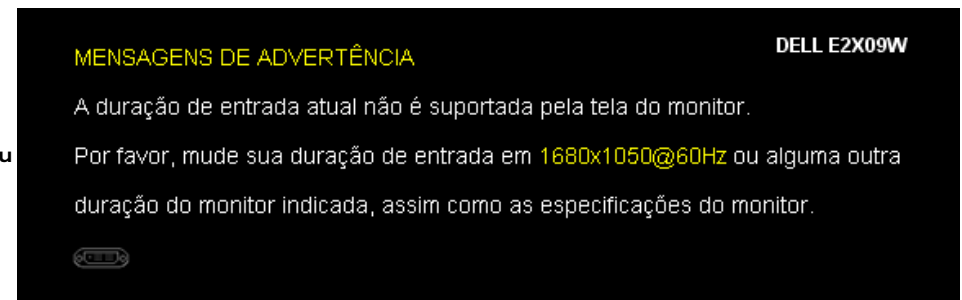 DELL E2X09W
MENSAGENS DE ADVERTÊNCIA
A duração de entrada atual não é suportada pela tela do monitor.
u
Por favor, mude sua duração de entrada em 1680x1050@60Hz ou alguma outra
duração do monitor indicada, assim como as especificações do monitor.